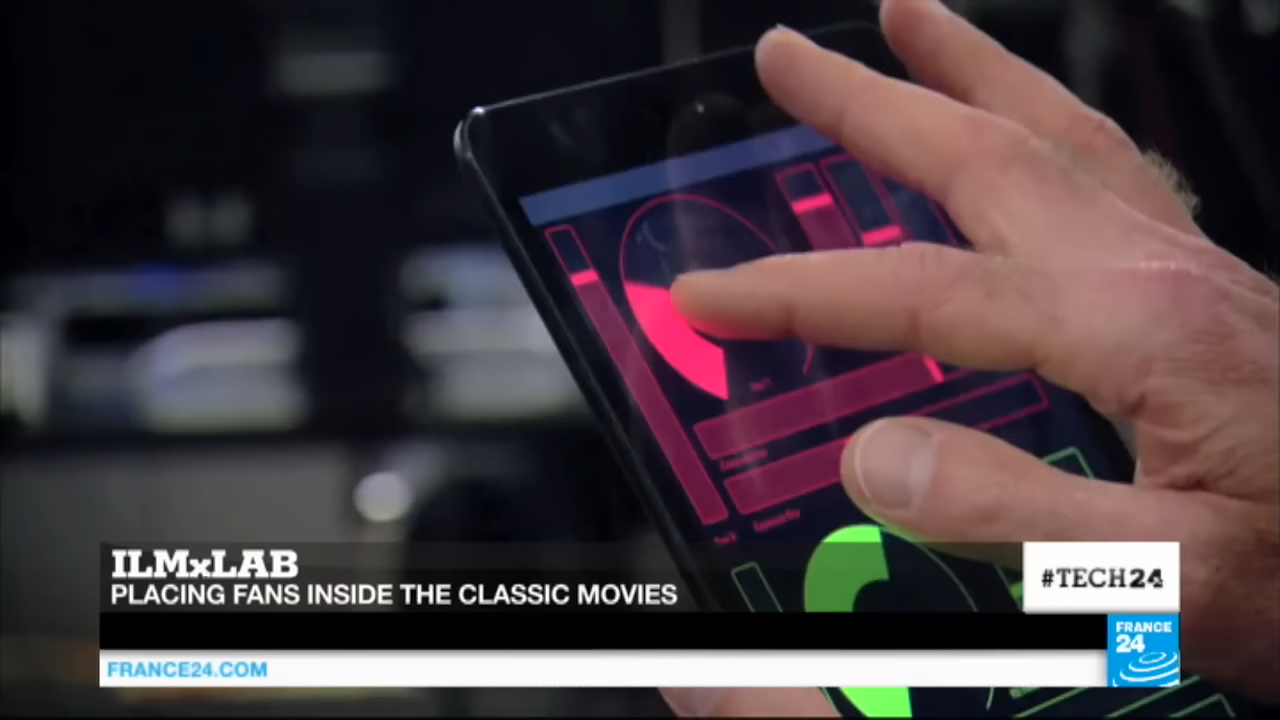 ILMxLAB
PLACING FANS INSIDE THE CLASSIC MOVIES
#TECH24
FRANCE
24
FRANCE24.COM